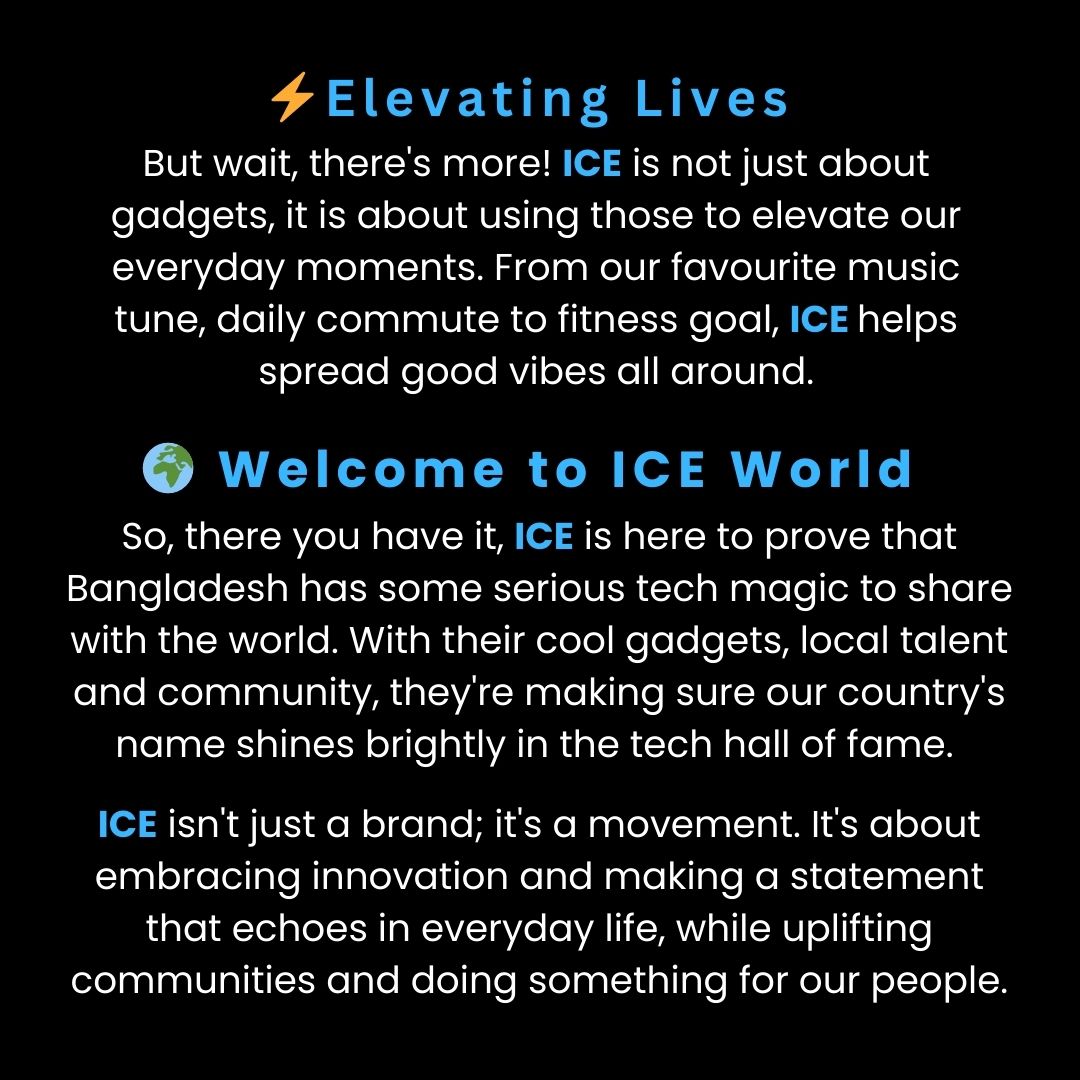 ⚡Elevating Lives
But wait, there's more! ICE is not just about
gadgets, it is about using those to elevate our
everyday moments. From our favourite music
tune, daily commute to fitness goal, ICE helps
spread good vibes all around.
🌍 Welcome to ICE World
So, there you have it, ICE is here to prove that
Bangladesh has some serious tech magic to share
with the world. With their cool gadgets, local talent
and community, they're making sure our country's
name shines brightly in the tech hall of fame.
ICE isn't just a brand; it's a movement. It's about
embracing innovation and making a statement
that echoes in everyday life, while uplifting
communities and doing something for our people.